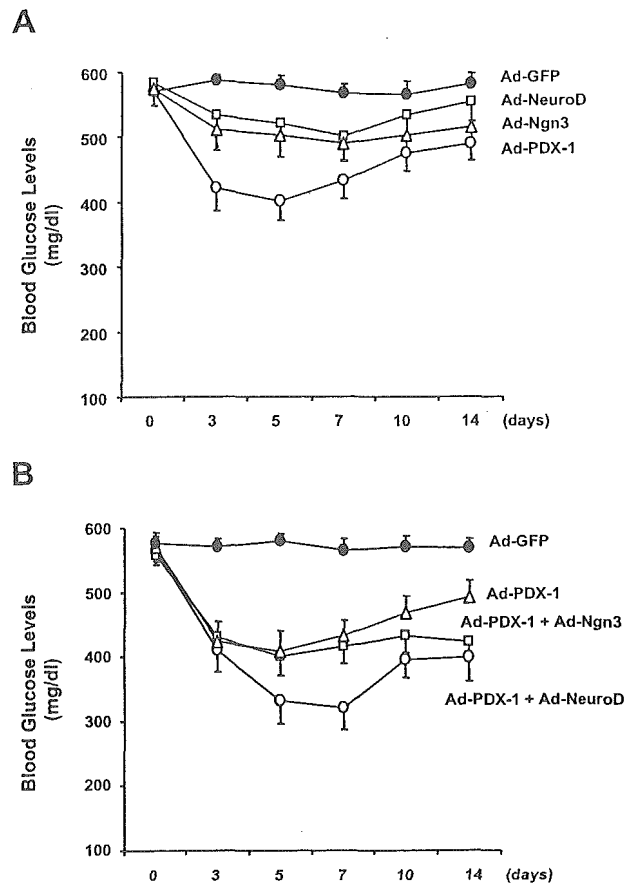 A
Blood Glucose Levels
(mg/dl)
600
500
400
300
200
100
0 3 5 7 10 14 (days)
Ad-GFP
Ad-NeuroD
Ad-Ngn3
Ad-PDX-1
B
Blood Glucose Levels
(mg/dl)
600
500
400
300
200
100
0 3 5 7 10 14 (days)
Ad-GFP
Ad-PDX-1
Ad-PDX-1 + Ad-Ngn3
Ad-PDX-1 + Ad-NeuroD